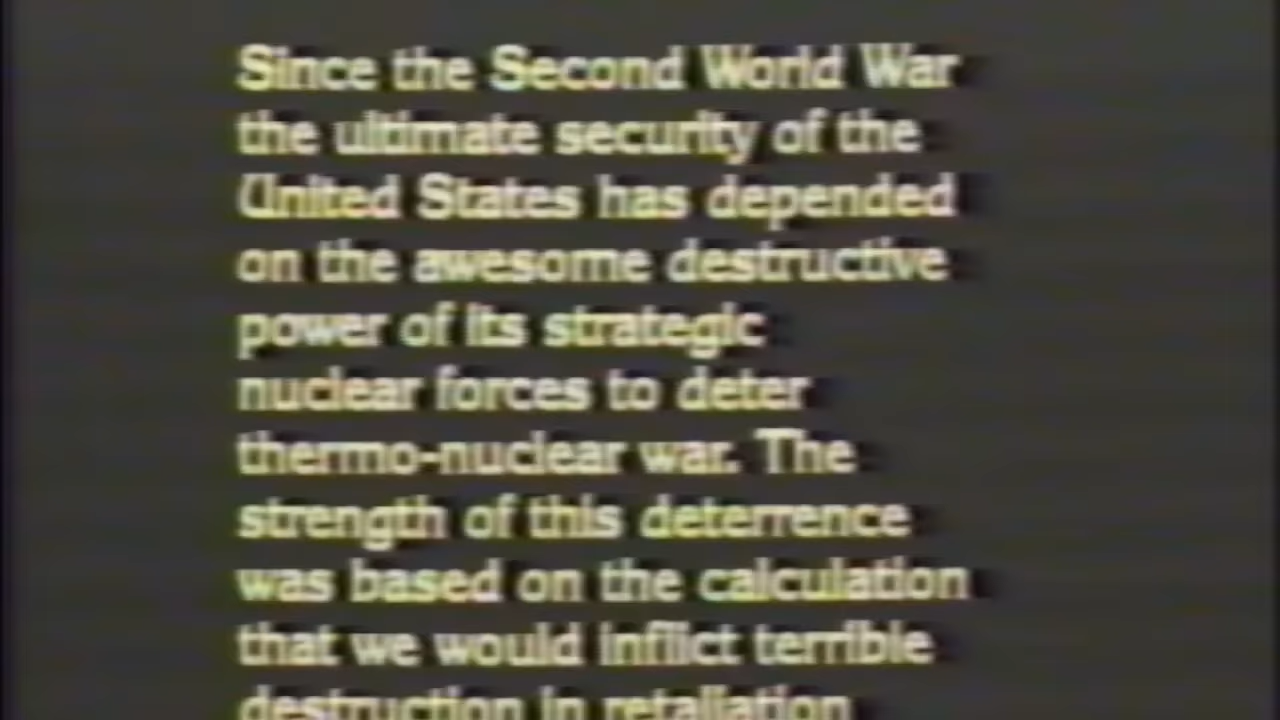 Since the Second World War
the ultimate security of the
United States has depended
on the awesome destructive
power of its strategic
nuclear forces to deter
thermo-nuclear war. The
strength of this deterrence
was based on the calculation
that we would inflict terrible
destruction in retaliation